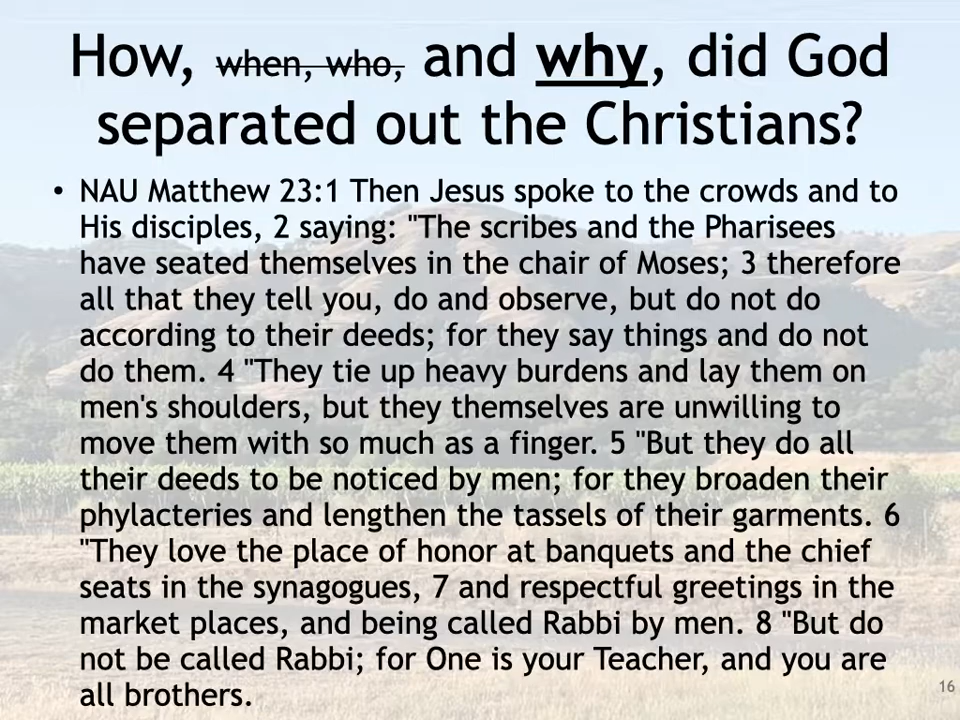 How, when, who, and why, did God
separated out the Christians?
• NAU Matthew 23:1 Then Jesus spoke to the crowds and to
His disciples, 2 saying: "The scribes and the Pharisees
have seated themselves in the chair of Moses; 3 therefore
all that they tell you, do and observe, but do not do
according to their deeds; for they say things and do not
do them. 4 "They tie up heavy burdens and lay them on
men's shoulders, but they themselves are unwilling to
move them with so much as a finger. 5 "But they do all
their deeds to be noticed by men; for they broaden their
phylacteries and lengthen the tassels of their garments. 6
"They love the place of honor at banquets and the chief
seats in the synagogues, 7 and respectful greetings in the
market places, and being called Rabbi by men. 8 "But do
not be called Rabbi; for One is your Teacher, and you are
all brothers.
16